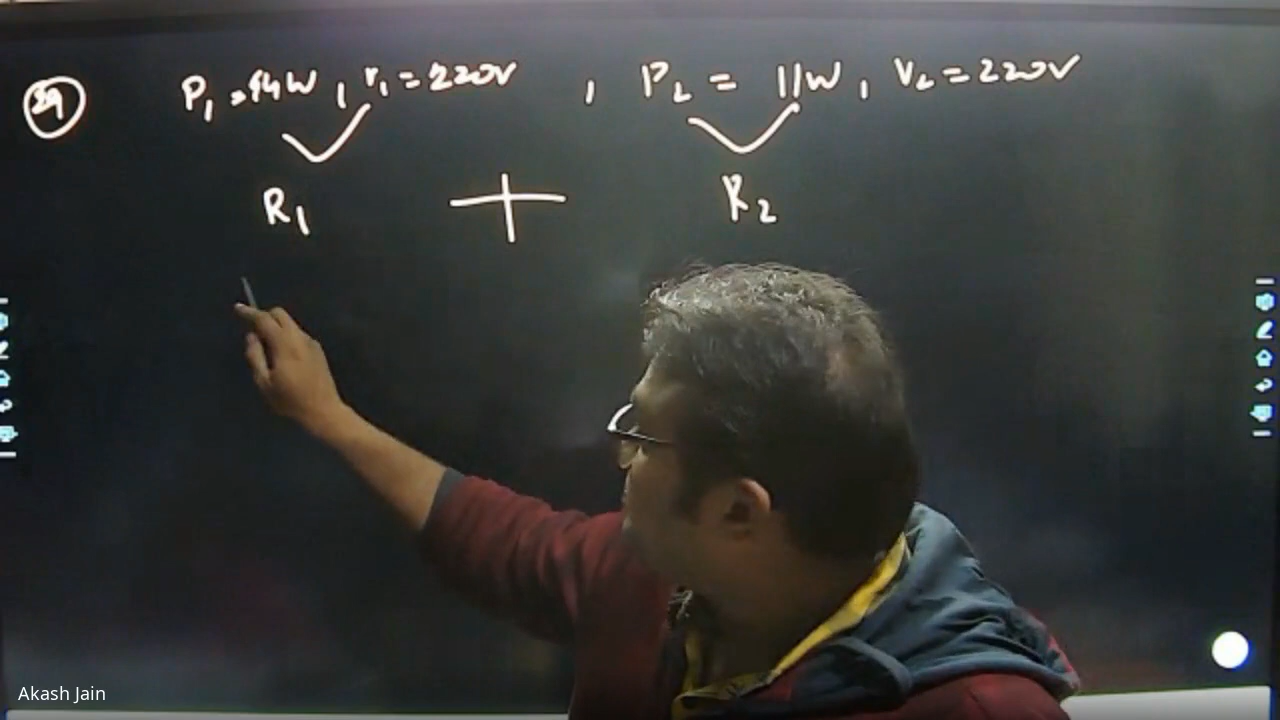 29 P₁ = 44W , V₁ = 220V , P₂ = 11W , V₂ = 220V
R₁ + R₂
Akash Jain